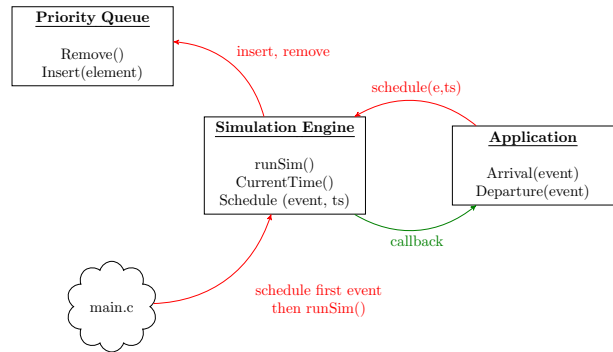 Priority Queue
Remove()
Insert(element)
insert, remove
schedule(e,ts)
Simulation Engine
runSim()
CurrentTime()
Schedule (event, ts)
Application
Arrival(event)
Departure(event)
callback
main.c
schedule first event
then runSim()